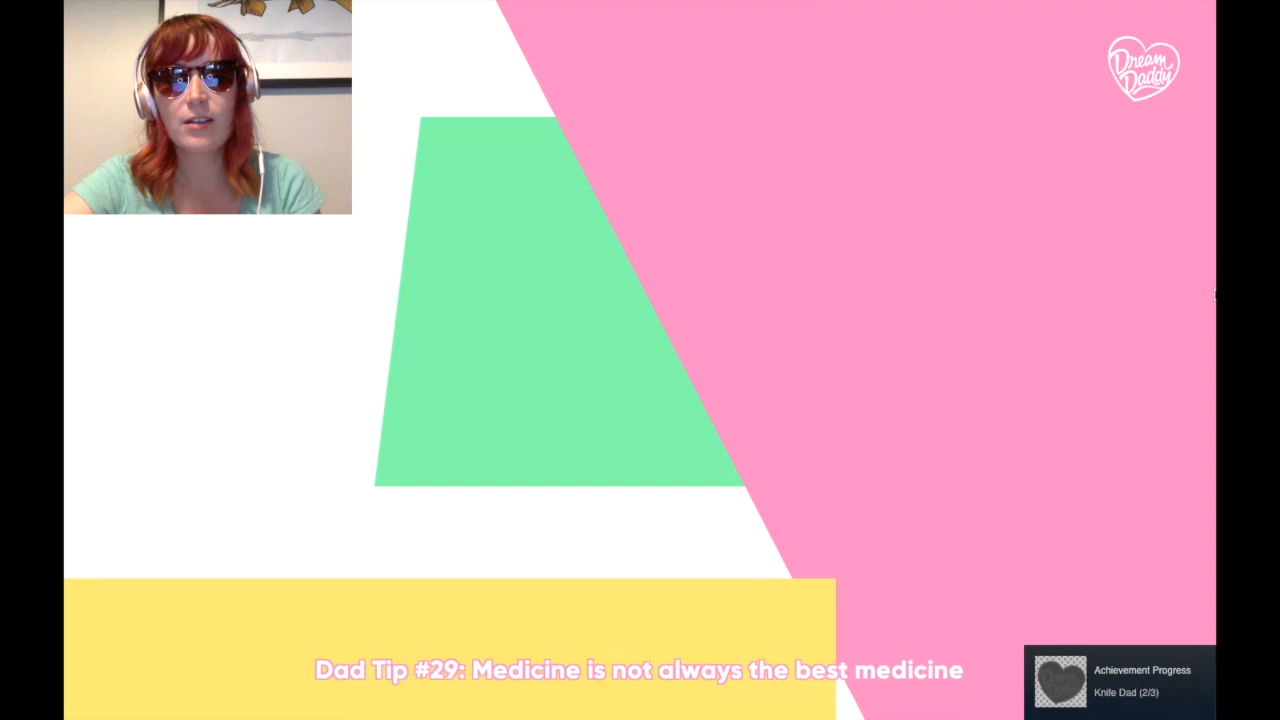 Dream
Daddy
Dad Tip #29: Medicine is not always the best medicine
Achievement Progress
Knife Dad (2/3)